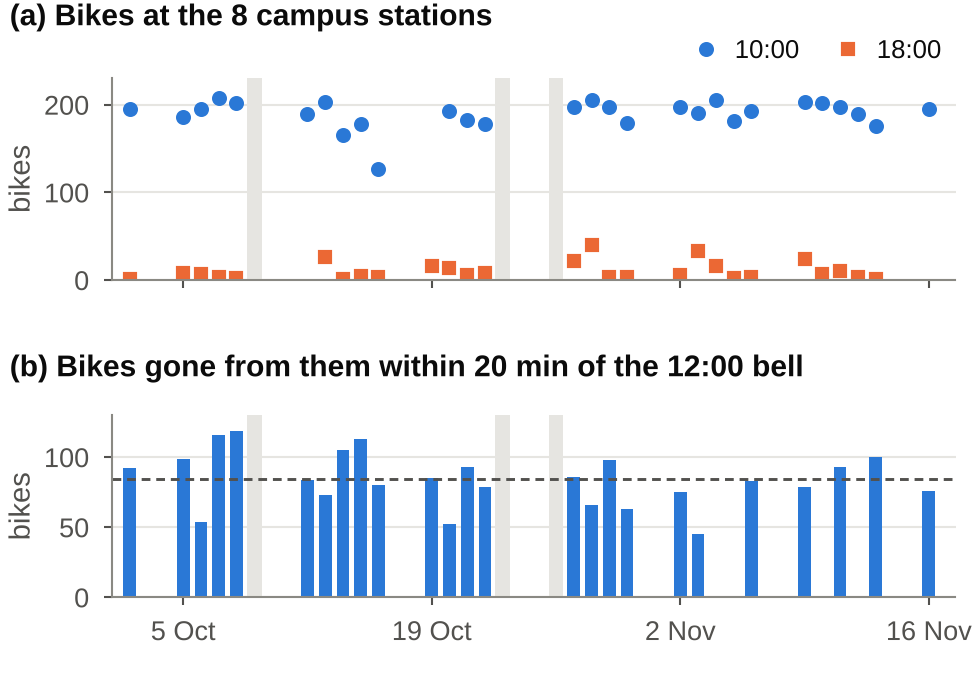 (a) Bikes at the 8 campus stations
10:00 18:00
200
100
0
bikes
(b) Bikes gone from them within 20 min of the 12:00 bell
100
50
0
bikes
5 Oct 19 Oct 2 Nov 16 Nov